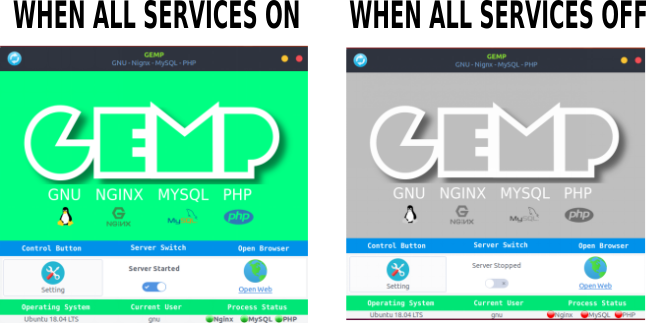 WHEN ALL SERVICES ON
GEMP
GNU - Nignx - MySQL - PHP
GEMP
GNU NGINX MYSQL PHP
NGINX MySQL php
Control Button Server Switch Open Browser
Server Started
Setting Open Web
Operating System Current User Process Status
Ubuntu 18.04 LTS gnu Nginx MySQL PHP
WHEN ALL SERVICES OFF
GEMP
GNU - Nignx - MySQL - PHP
GEMP
GNU NGINX MYSQL PHP
NGINX MySQL php
Control Button Server Switch Open Browser
Server Stopped
Setting Open Web
Operating System Current User Process Status
Ubuntu 18.04 LTS gnu Nginx MySQL PHP